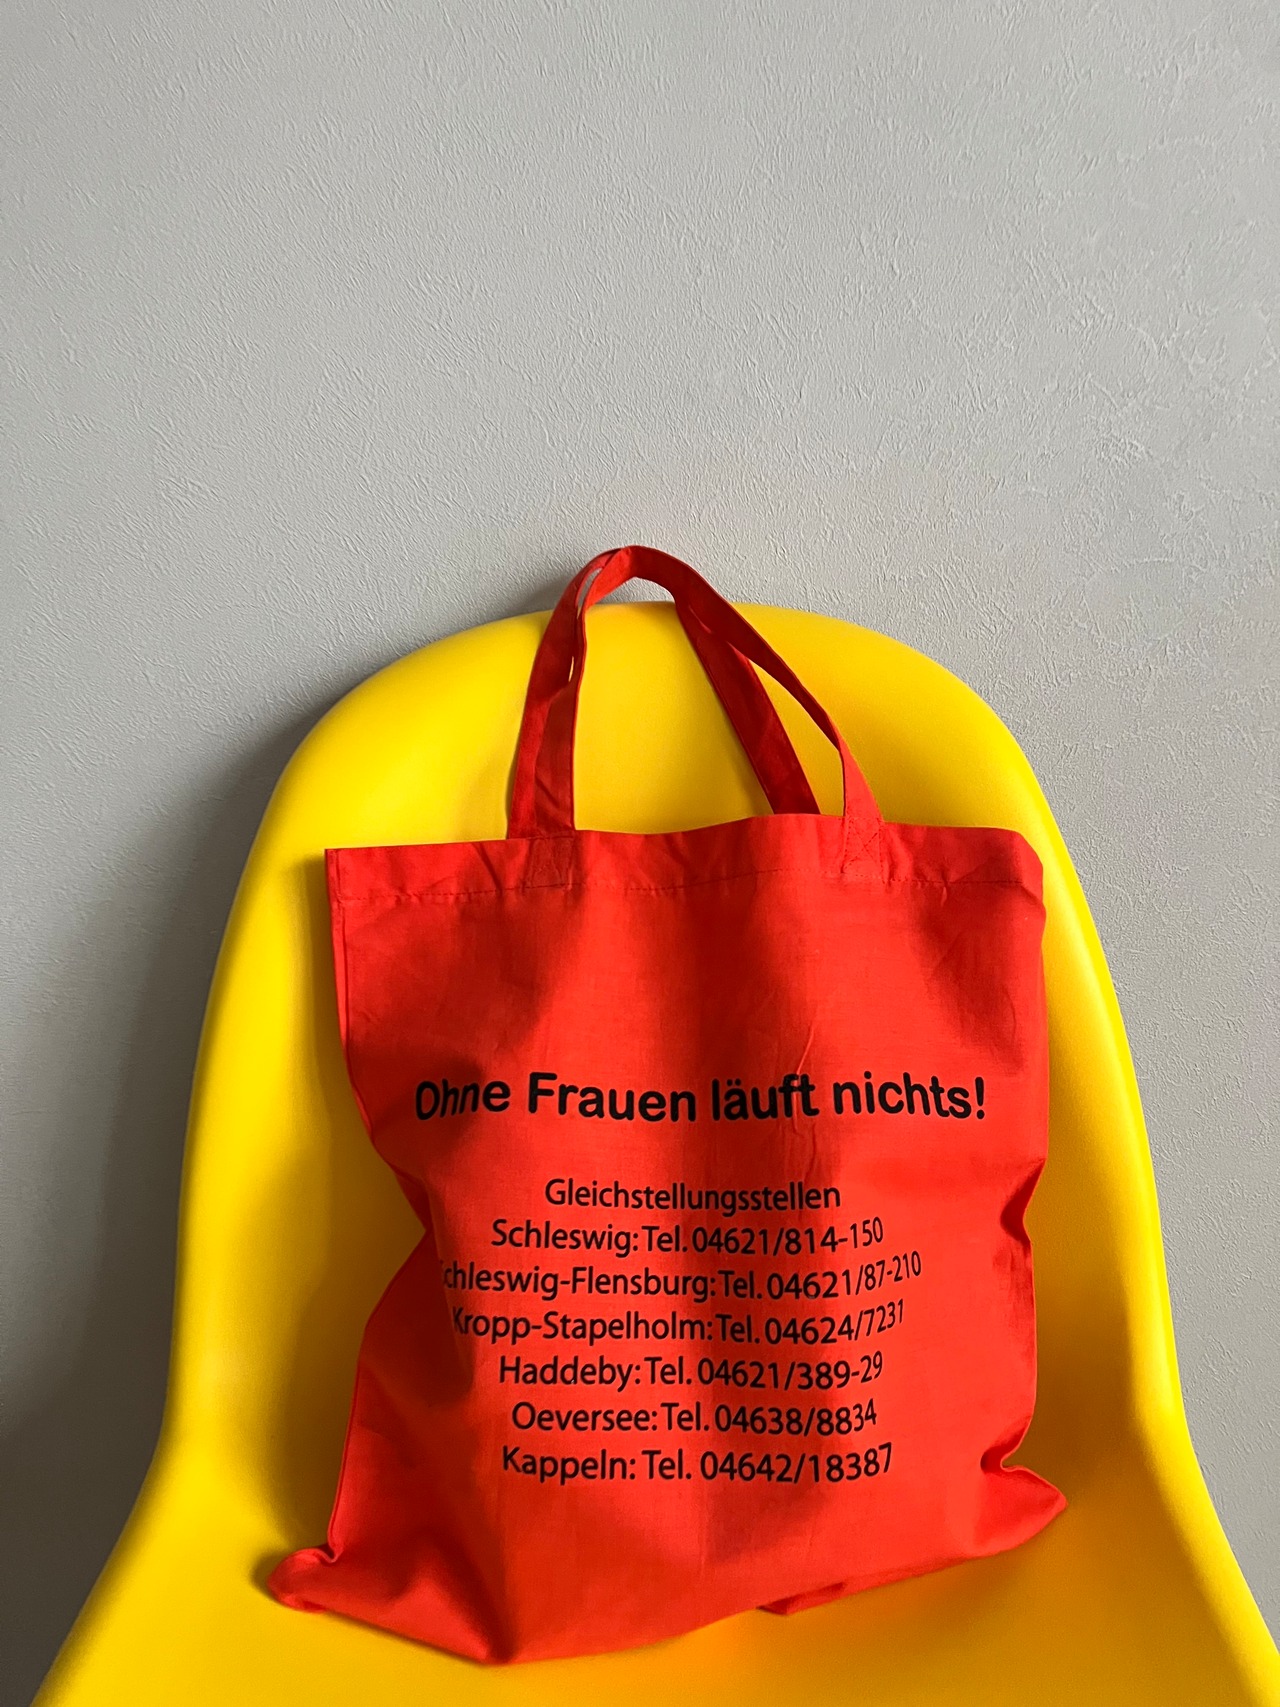 Ohne Frauen läuft nichts!
Gleichstellungsstellen
Schleswig: Tel. 04621/814-150
Schleswig-Flensburg: Tel. 04621/87-210
Kropp-Stapelholm: Tel. 04624/7231
Haddeby: Tel. 04621/389-29
Oeversee: Tel. 04638/8834
Kappeln: Tel. 04642/18387